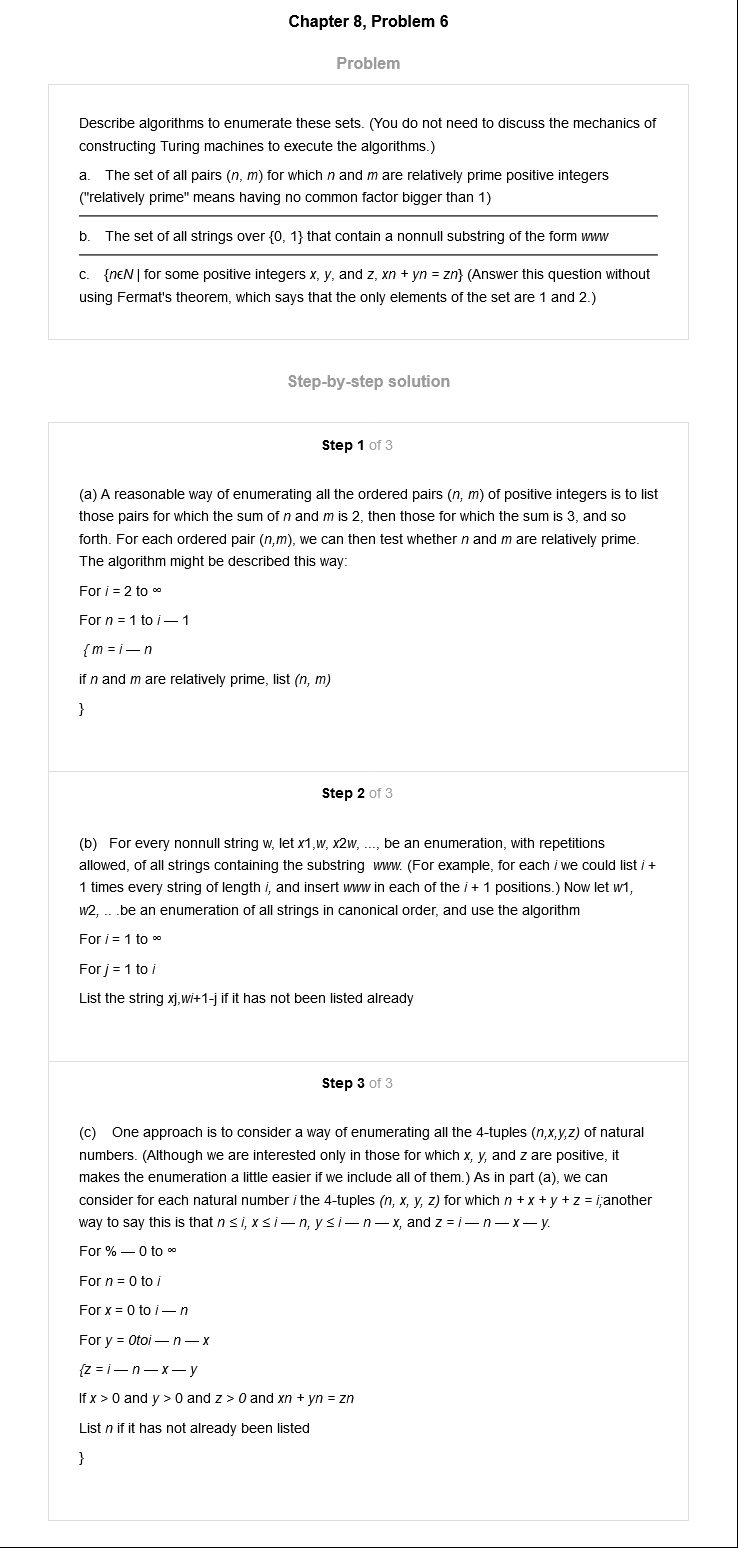 Chapter 8, Problem 6
Problem
Describe algorithms to enumerate these sets. (You do not need to discuss the mechanics of
constructing Turing machines to execute the algorithms.)
a. The set of all pairs (n, m) for which n and m are relatively prime positive integers
("relatively prime" means having no common factor bigger than 1)
b. The set of all strings over {0, 1} that contain a nonnull substring of the form www
c. {nϵN | for some positive integers x, y, and z, xn + yn = zn} (Answer this question without
using Fermat's theorem, which says that the only elements of the set are 1 and 2.)
Step-by-step solution
Step 1 of 3
(a) A reasonable way of enumerating all the ordered pairs (n, m) of positive integers is to list
those pairs for which the sum of n and m is 2, then those for which the sum is 3, and so
forth. For each ordered pair (n,m), we can then test whether n and m are relatively prime.
The algorithm might be described this way:
For i = 2 to ∞
For n = 1 to i — 1
{ m = i — n
if n and m are relatively prime, list (n, m)
}
Step 2 of 3
(b) For every nonnull string w, let x1,w, x2w, ..., be an enumeration, with repetitions
allowed, of all strings containing the substring www. (For example, for each i we could list i +
1 times every string of length i, and insert www in each of the i + 1 positions.) Now let w1,
w2, .. .be an enumeration of all strings in canonical order, and use the algorithm
For i = 1 to ∞
For j = 1 to i
List the string xj,wi+1-j if it has not been listed already
Step 3 of 3
(c) One approach is to consider a way of enumerating all the 4-tuples (n,x,y,z) of natural
numbers. (Although we are interested only in those for which x, y, and z are positive, it
makes the enumeration a little easier if we include all of them.) As in part (a), we can
consider for each natural number i the 4-tuples (n, x, y, z) for which n + x + y + z = i;another
way to say this is that n ≤ i, x ≤ i — n, y ≤ i — n — x, and z = i — n — x — y.
For % — 0 to ∞
For n = 0 to i
For x = 0 to i — n
For y = 0toi — n — x
{z = i — n — x — y
If x > 0 and y > 0 and z > 0 and xn + yn = zn
List n if it has not already been listed
}